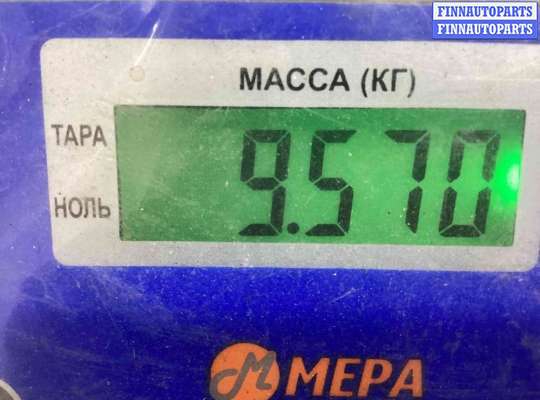 FINNAUTOPARTS
FINNAUTOPARTS
МАССА (КГ)
ТАРА
9.570
НОЛЬ
М МЕРА